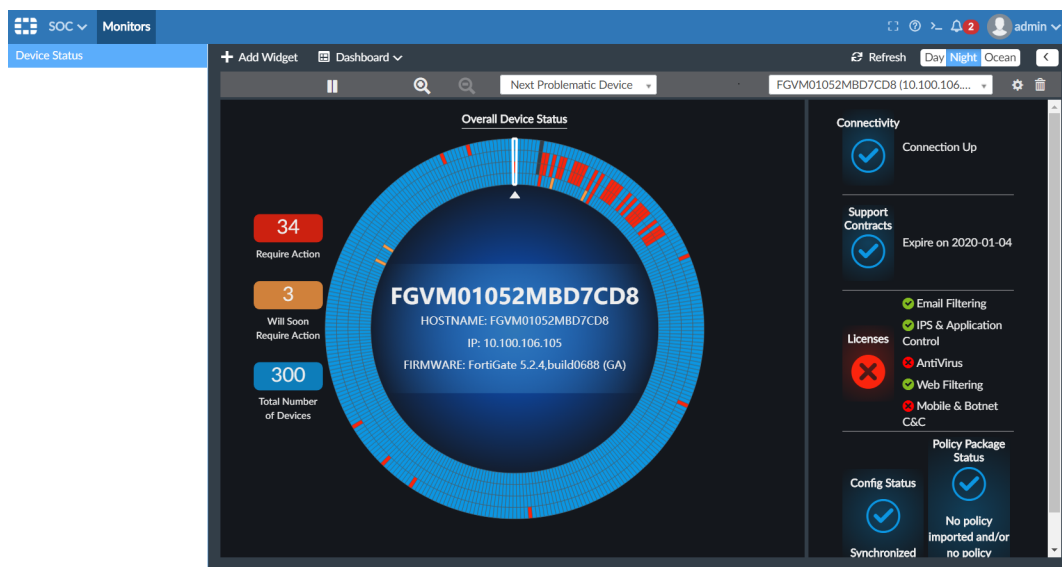 SOC Monitors
2 admin
Device Status
Add Widget Dashboard
Refresh Day Night Ocean
Next Problematic Device
FGVM01052MBD7CD8 (10.100.106....
Overall Device Status
34
Require Action
3
Will Soon
Require Action
300
Total Number
of Devices
FGVM01052MBD7CD8
HOSTNAME: FGVM01052MBD7CD8
IP: 10.100.106.105
FIRMWARE: FortiGate 5.2.4,build0688 (GA)
Connectivity
Connection Up
Support
Contracts
Expire on 2020-01-04
Licenses
Email Filtering
IPS & Application
Control
AntiVirus
Web Filtering
Mobile & Botnet
C&C
Config Status
Synchronized
Policy Package
Status
No policy
imported and/or
no policy